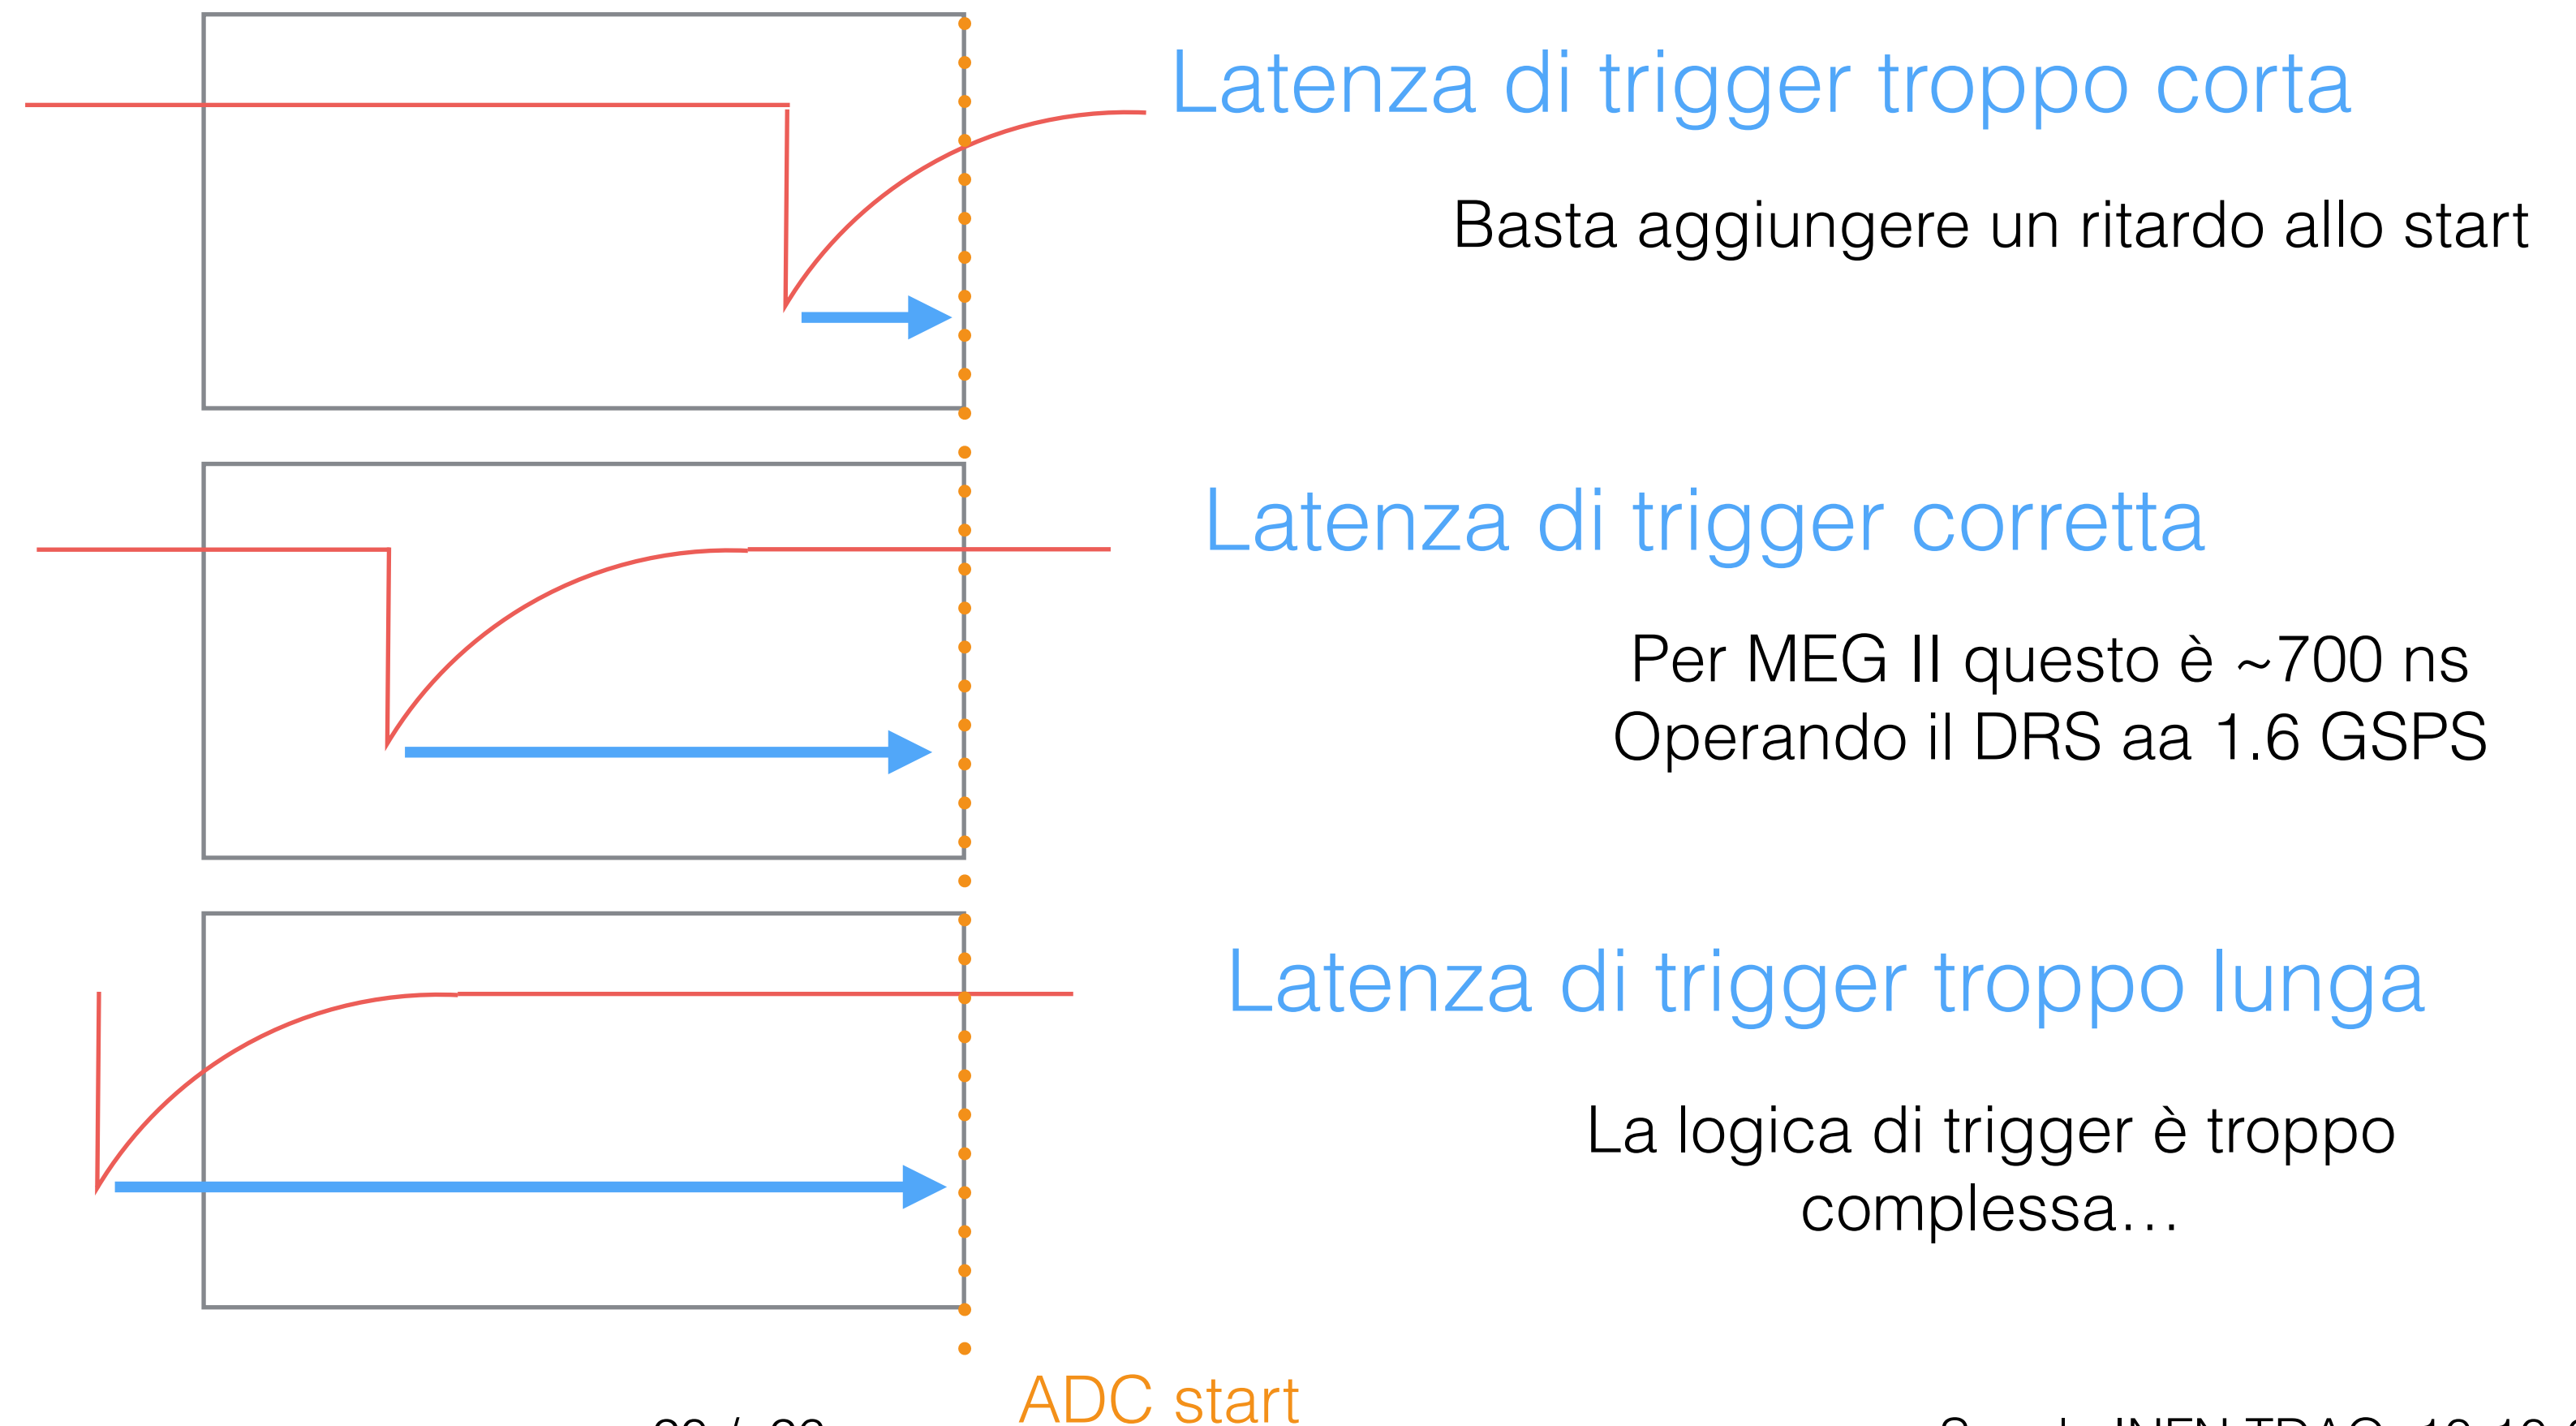 Latenza di trigger troppo corta
Basta aggiungere un ritardo allo start
Latenza di trigger corretta
Per MEG II questo è ~700 ns
Operando il DRS aa 1.6 GSPS
Latenza di trigger troppo lunga
La logica di trigger è troppo
complessa…
ADC start